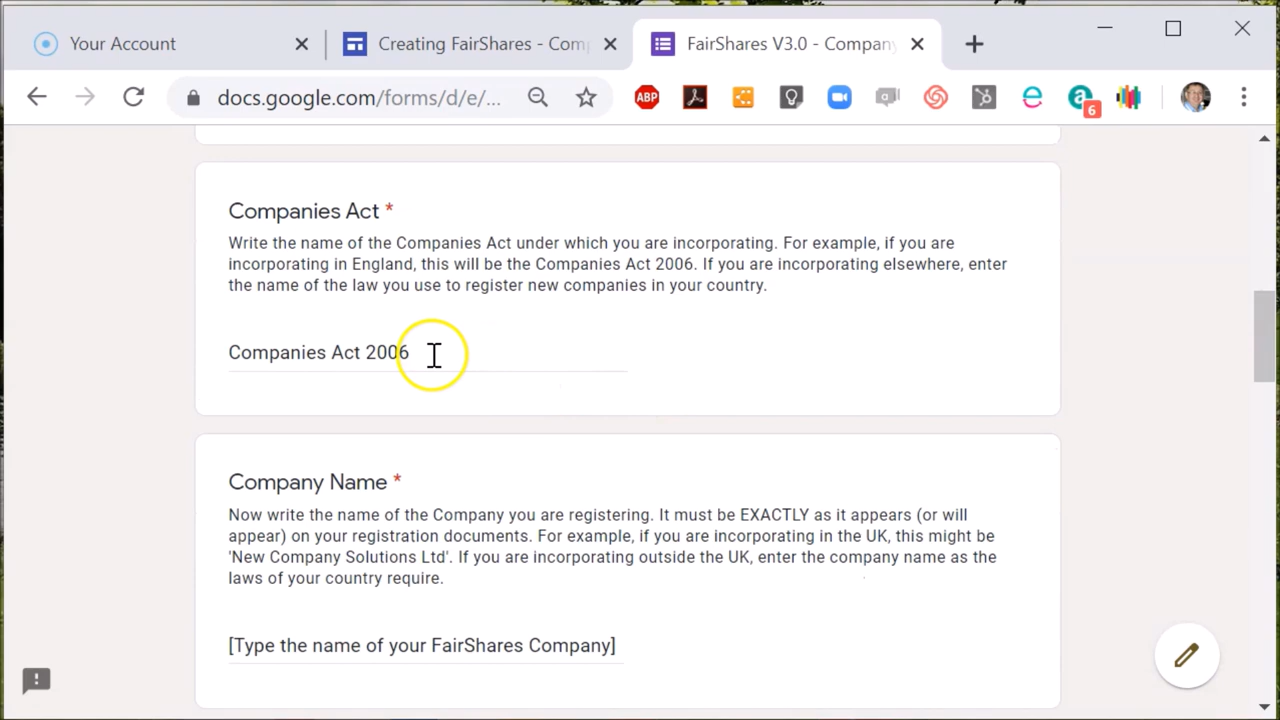 Your Account
Creating FairShares - Com
FairShares V3.0 - Company
docs.google.com/forms/d/e/...
ABP
6
Companies Act *
Write the name of the Companies Act under which you are incorporating. For example, if you are
incorporating in England, this will be the Companies Act 2006. If you are incorporating elsewhere, enter
the name of the law you use to register new companies in your country.
Companies Act 2006
Company Name *
Now write the name of the Company you are registering. It must be EXACTLY as it appears (or will
appear) on your registration documents. For example, if you are incorporating in the UK, this might be
'New Company Solutions Ltd'. If you are incorporating outside the UK, enter the company name as the
laws of your country require.
[Type the name of your FairShares Company]